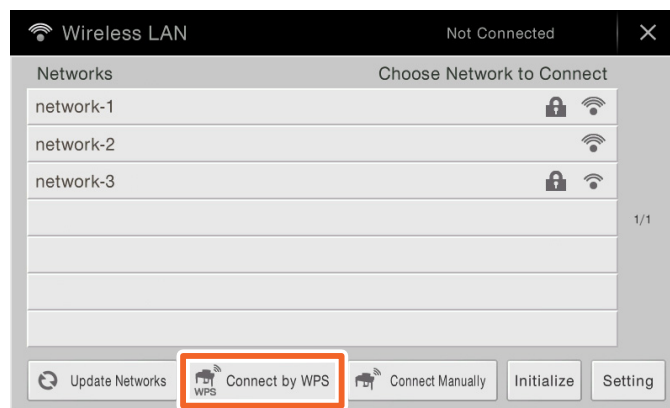 Wireless LAN Not Connected
Networks Choose Network to Connect
network-1
network-2
network-3
1/1
Update Networks WPS Connect by WPS Connect Manually Initialize Setting